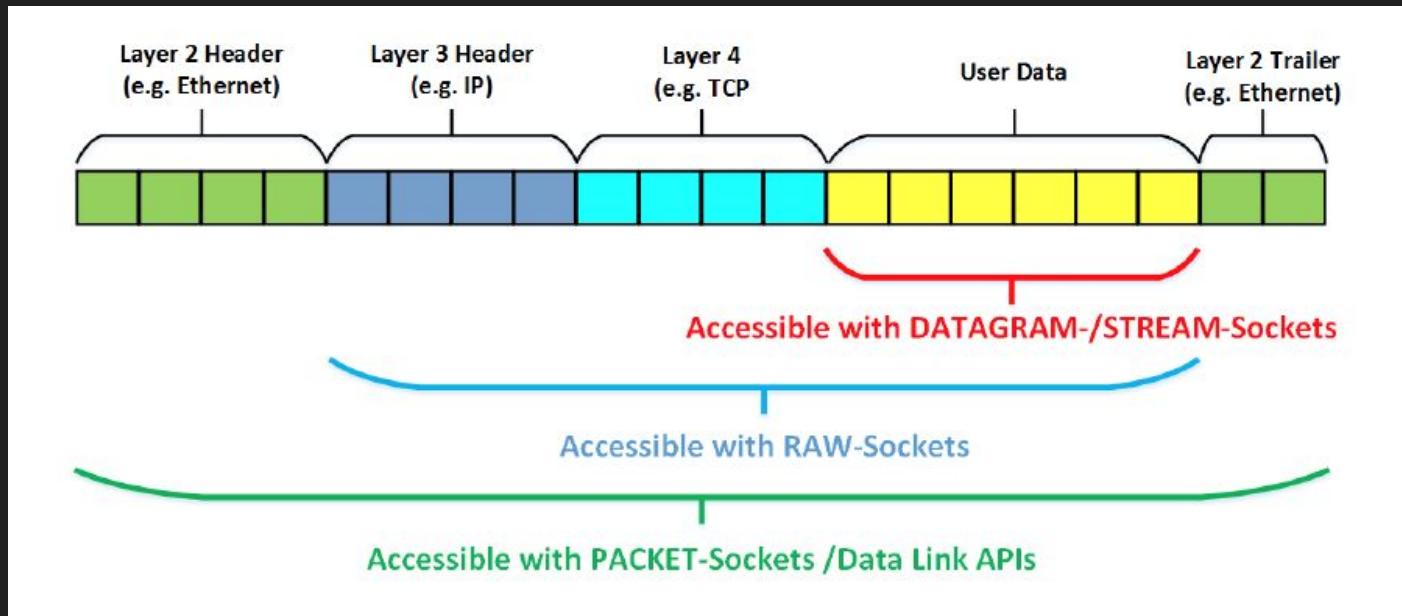 Layer 2 Header
(e.g. Ethernet)
Layer 3 Header
(e.g. IP)
Layer 4
(e.g. TCP
User Data
Layer 2 Trailer
(e.g. Ethernet)
Accessible with DATAGRAM-/STREAM-Sockets
Accessible with RAW-Sockets
Accessible with PACKET-Sockets /Data Link APIs